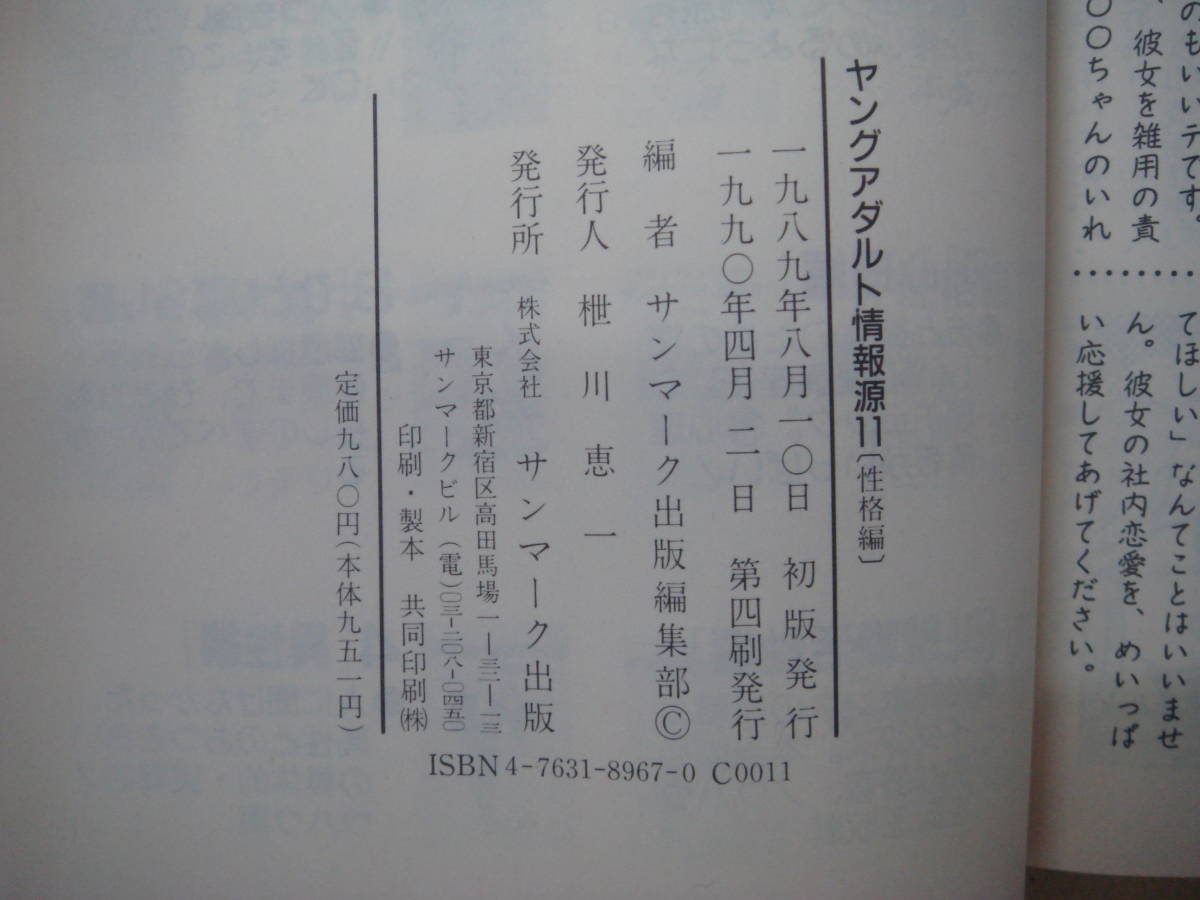 のもいいテです。
、彼女を雑用の責
〇〇ちゃんのいれ
てほしい」なんてことはいいませ
ん。彼女の社内恋愛を、めいっぱ
い応援してあげてください。
ヤングアダルト情報源11〔性格編〕
一九八九年八月一〇日 初版発行
一九九〇年四月二日 第四刷発行
編者 サンマーク出版編集部©
発行人 枻川恵一
発行所 株式会社 サンマーク出版
東京都新宿区高田馬場一―三二―一三
サンマークビル（電）〇三―二〇八―〇四五〇
印刷・製本 共同印刷㈱
定価九八〇円（本体九五一円）
ISBN4-7631-8967-0 C0011